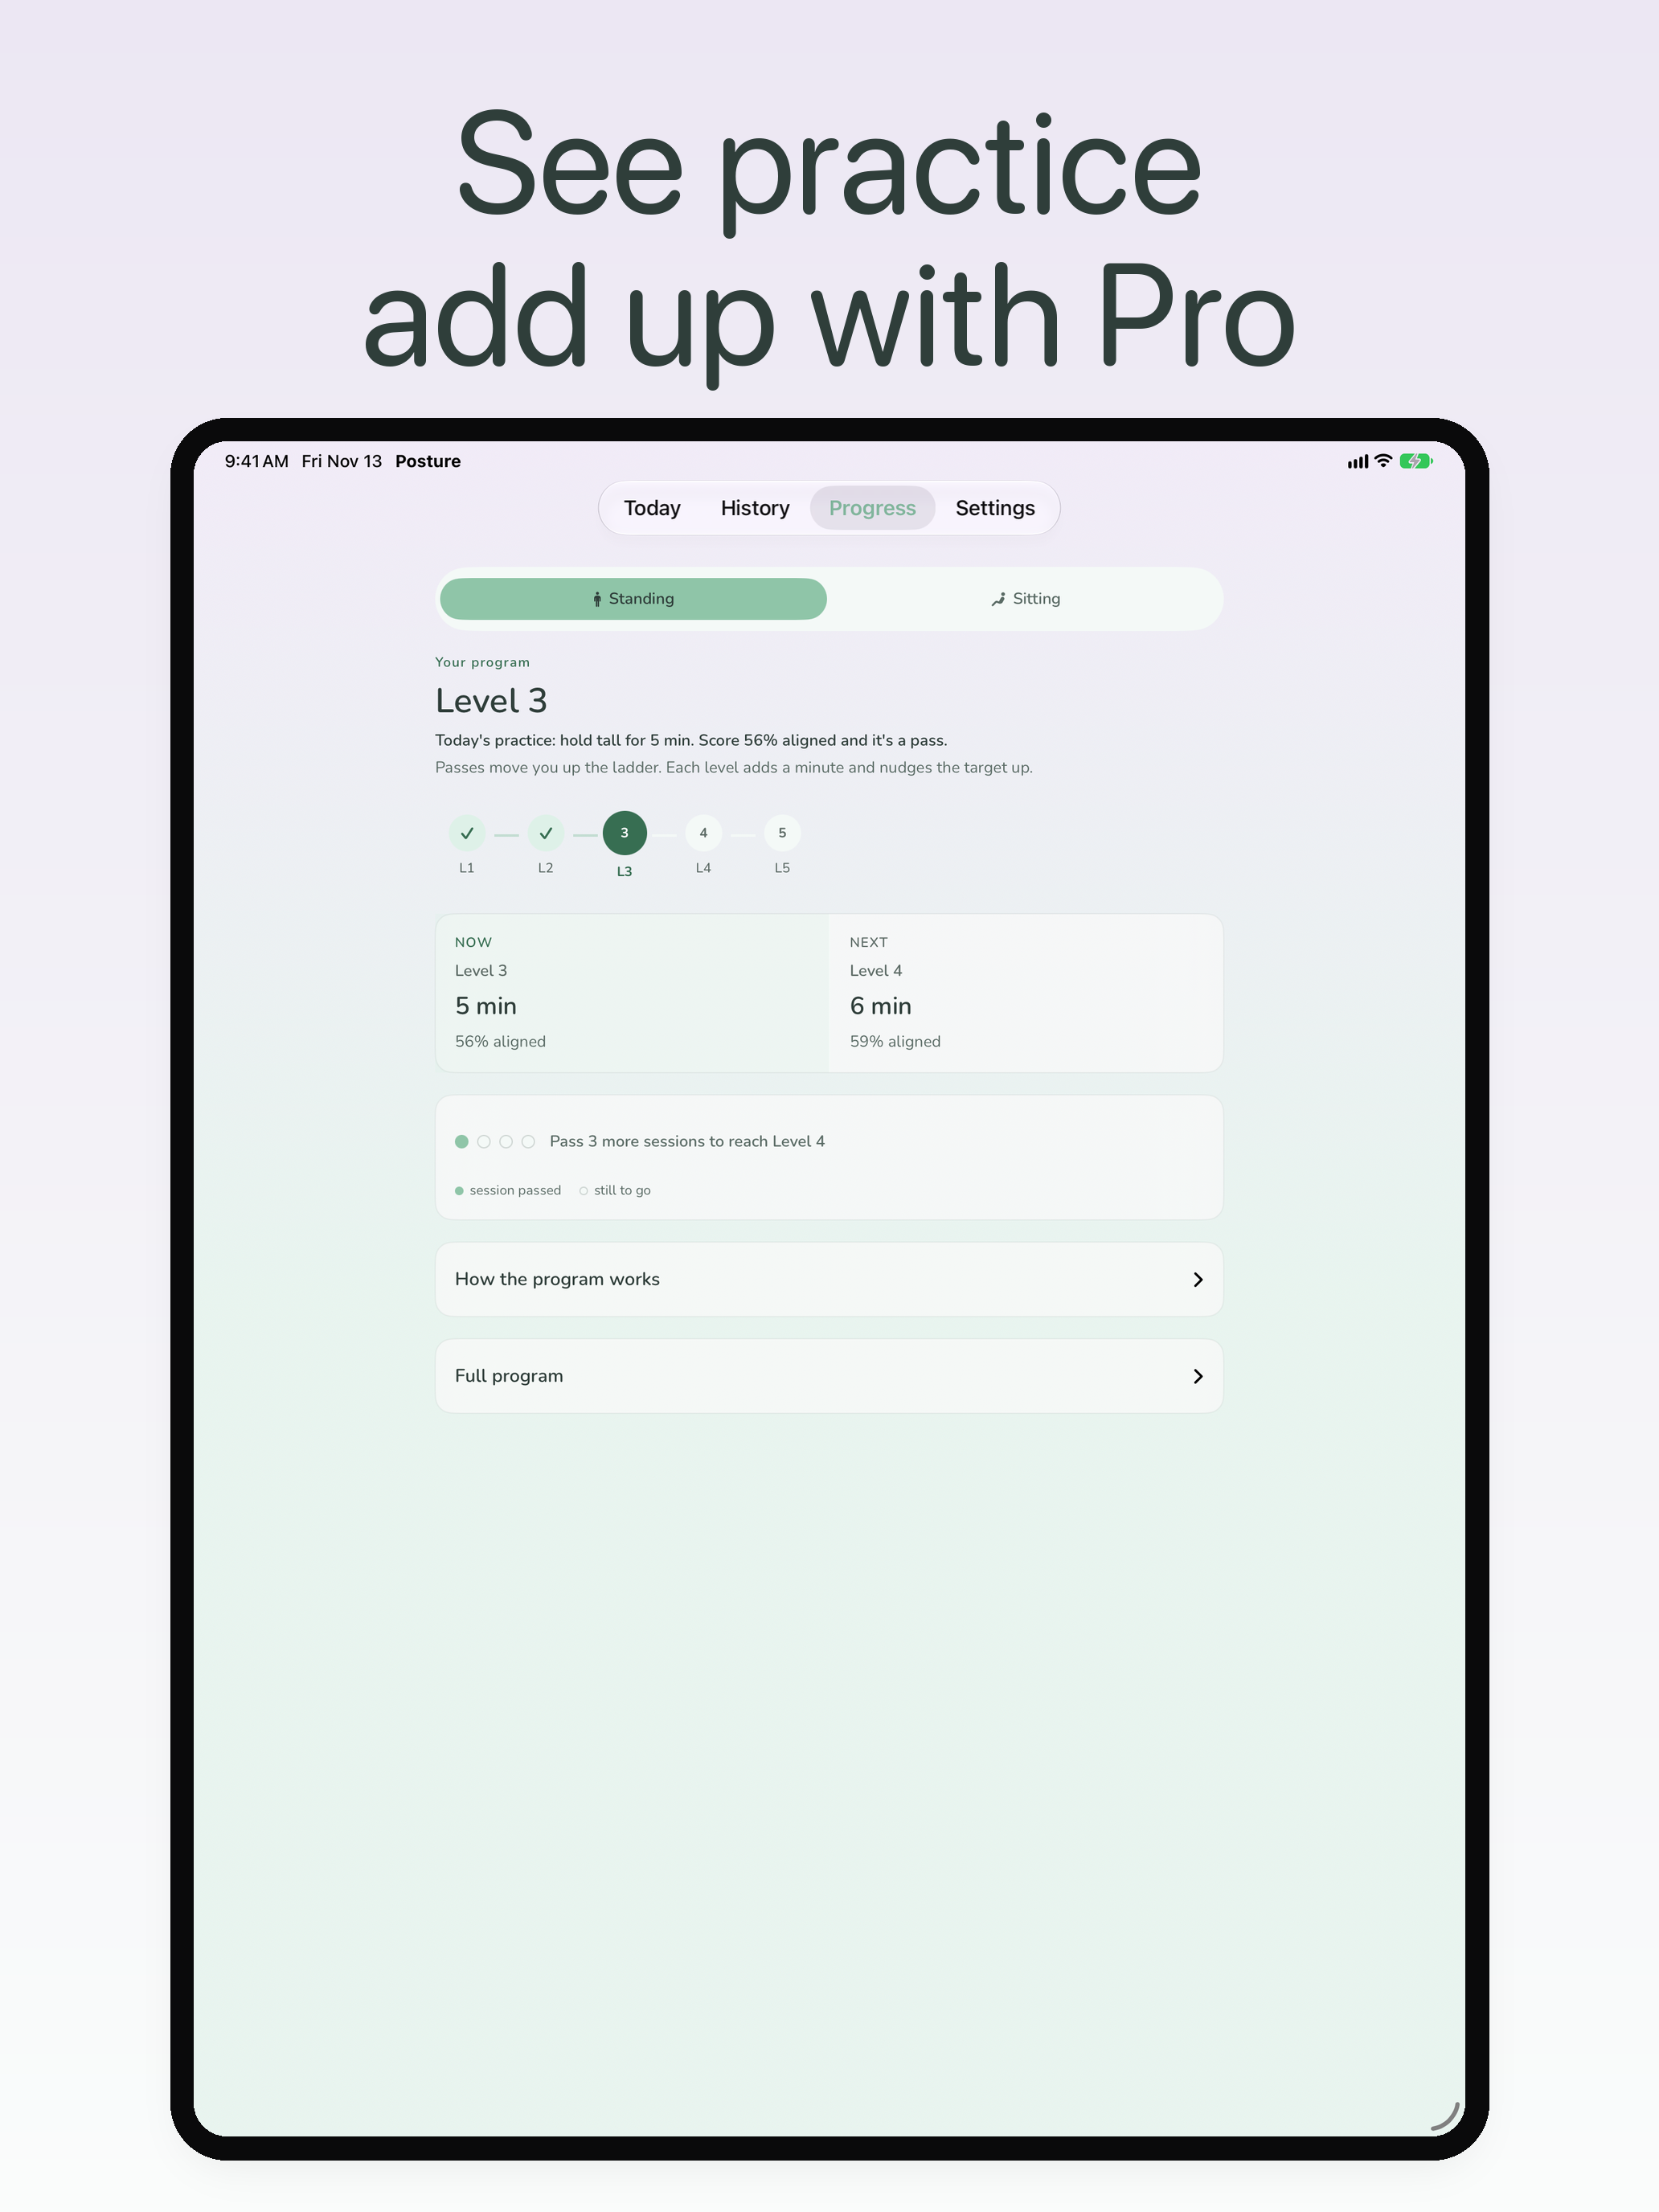 See practice
add up with Pro
9:41 AM Fri Nov 13 Posture
Today History Progress Settings
Standing Sitting
Your program
Level 3
Today's practice: hold tall for 5 min. Score 56% aligned and it's a pass.
Passes move you up the ladder. Each level adds a minute and nudges the target up.
3 4 5
L1 L2 L3 L4 L5
NOW NEXT
Level 3 Level 4
5 min 6 min
56% aligned 59% aligned
Pass 3 more sessions to reach Level 4
session passed still to go
How the program works
Full program